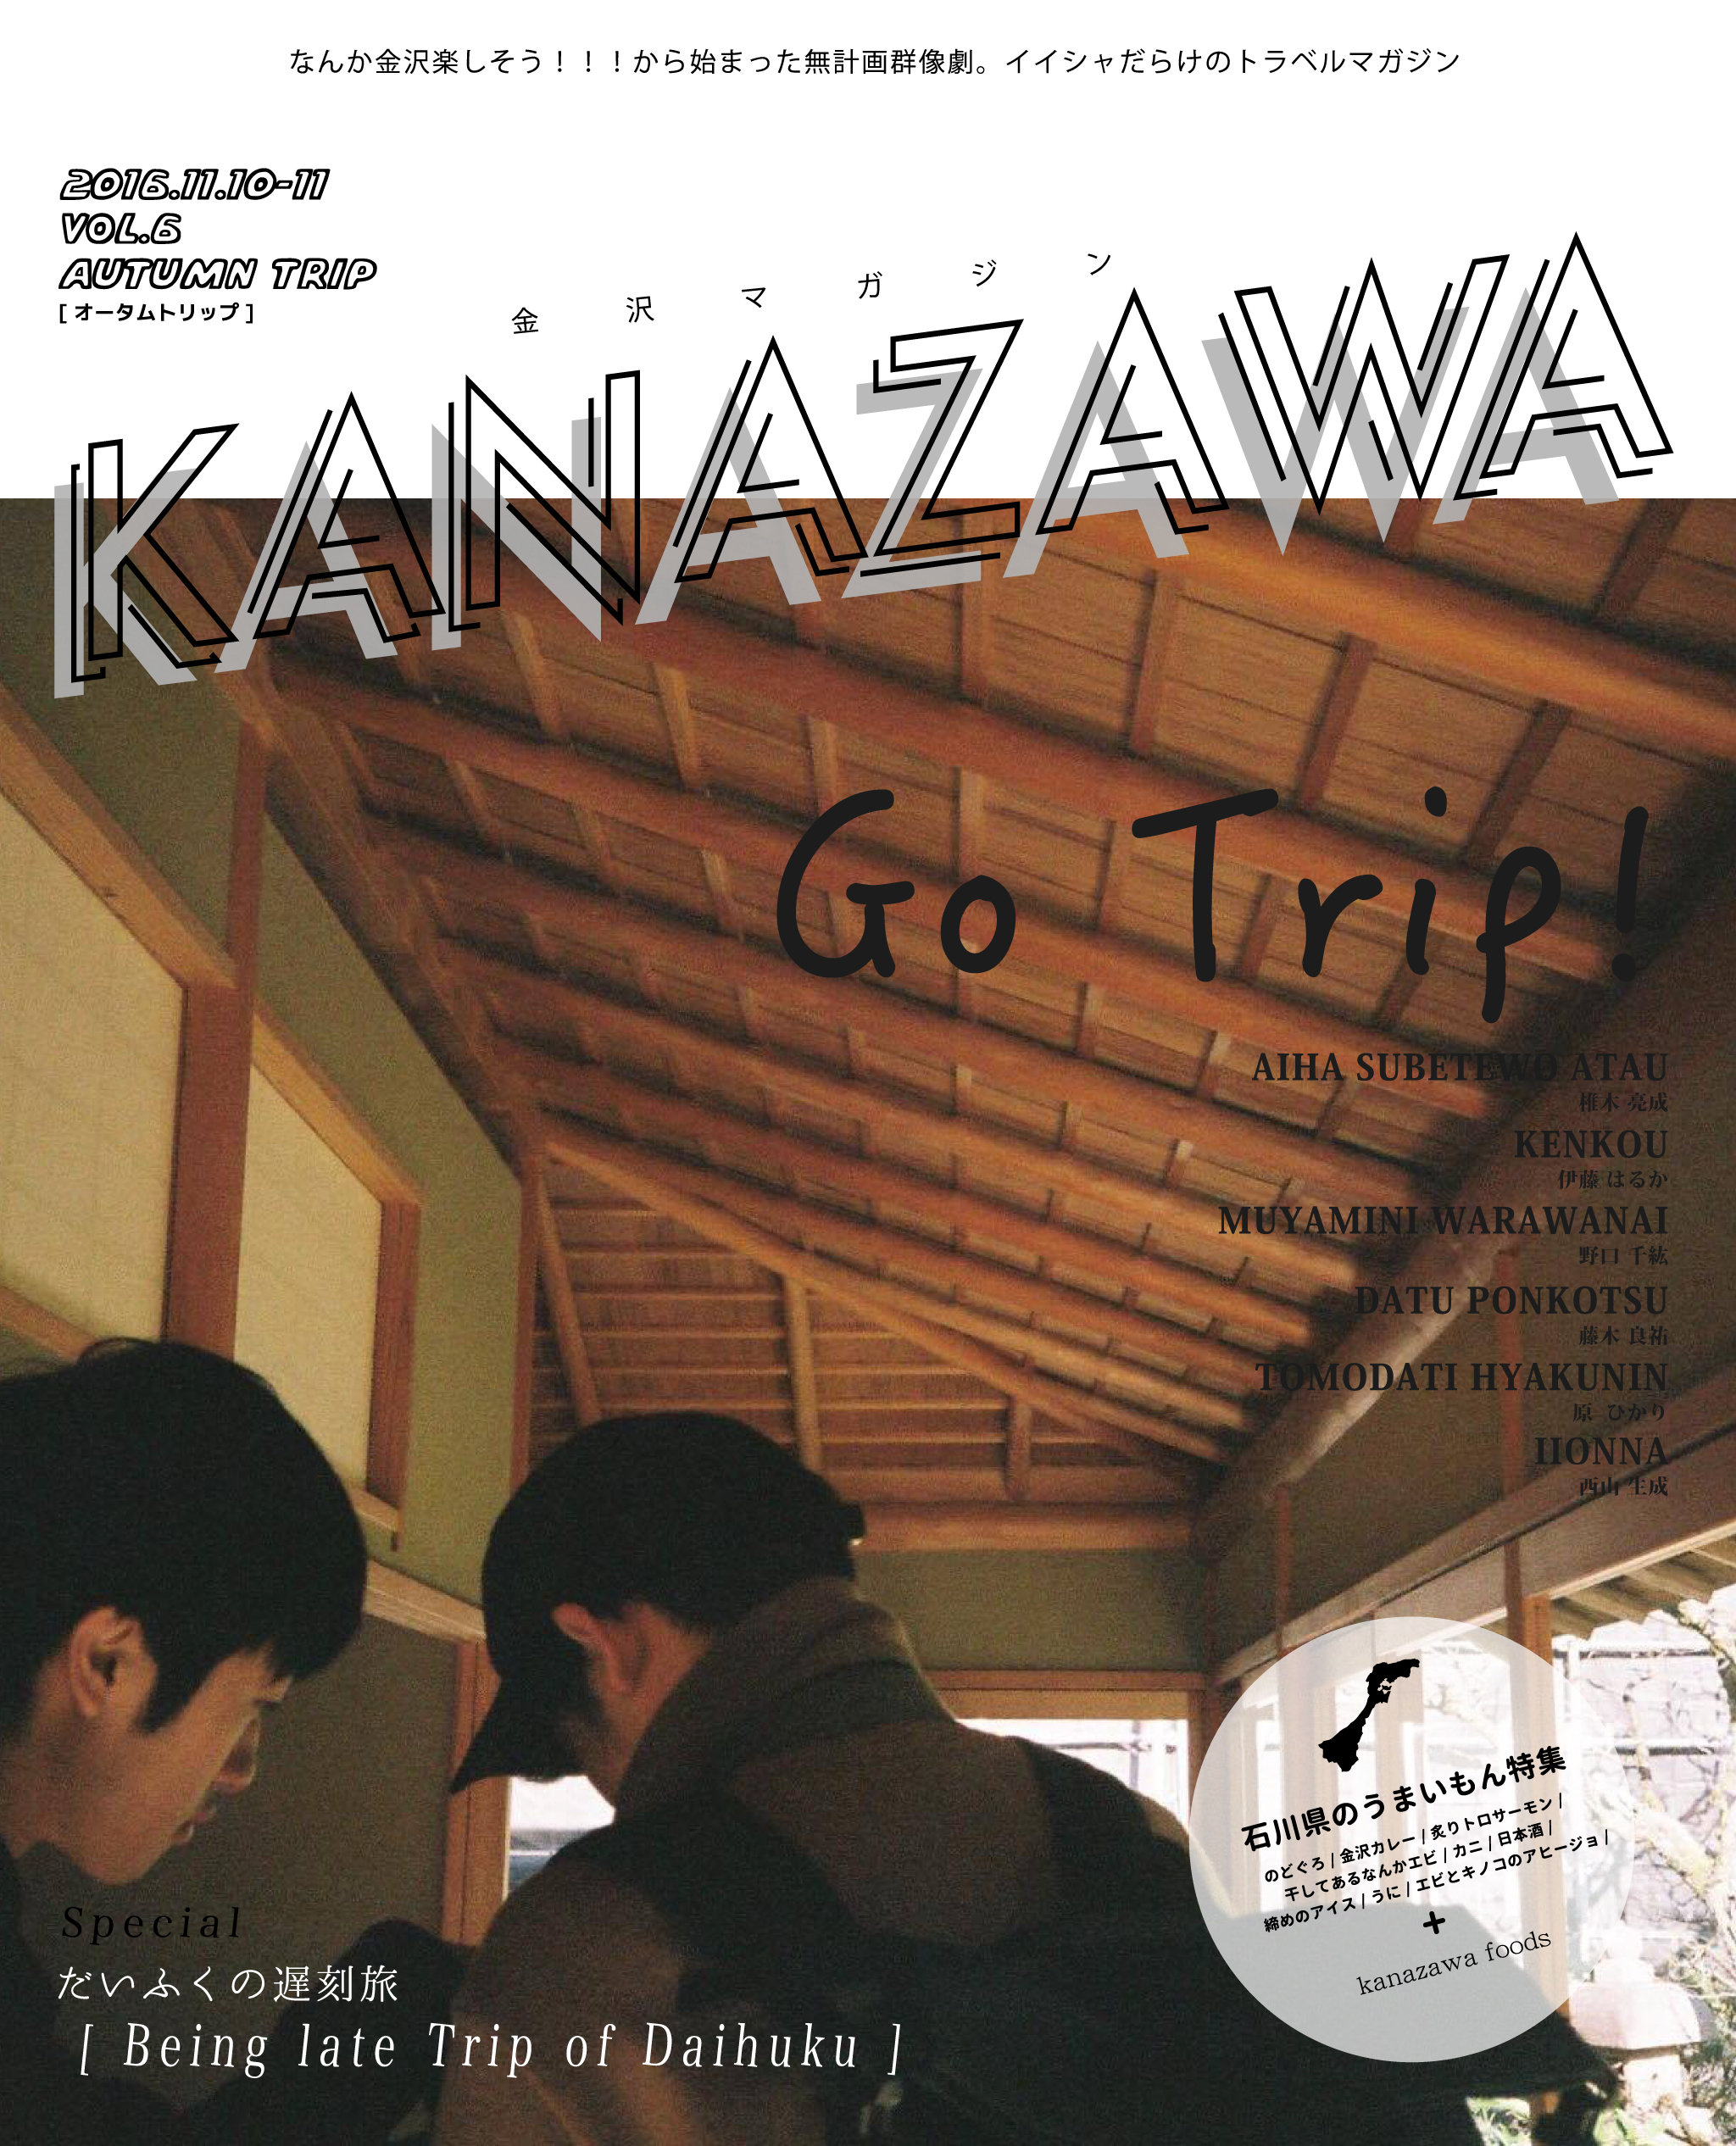 なんか金沢楽しそう！！！から始まった無計画群像劇。イイシャだらけのトラベルマガジン
2016.11.10-11
VOL.6
AUTUMN TRIP
[ オータムトリップ ]
金沢マガジン
KANAZAWA
Go Trip!
AIHA SUBETEWO ATAU
椎木 亮成
KENKOU
伊藤 はるか
MUYAMINI WARAWANAI
野口 千紘
DATU PONKOTSU
藤木 良祐
TOMODATI HYAKUNIN
原 ひかり
IIONNA
西山 生成
石川県のうまいもん特集
のどぐろ / 金沢カレー / 炙りトロサーモン /
干してあるなんかエビ / カニ / 日本酒 /
締めのアイス / うに / エビとキノコのアヒージョ /
+
kanazawa foods
Special
だいふくの遅刻旅
[ Being late Trip of Daihuku ]